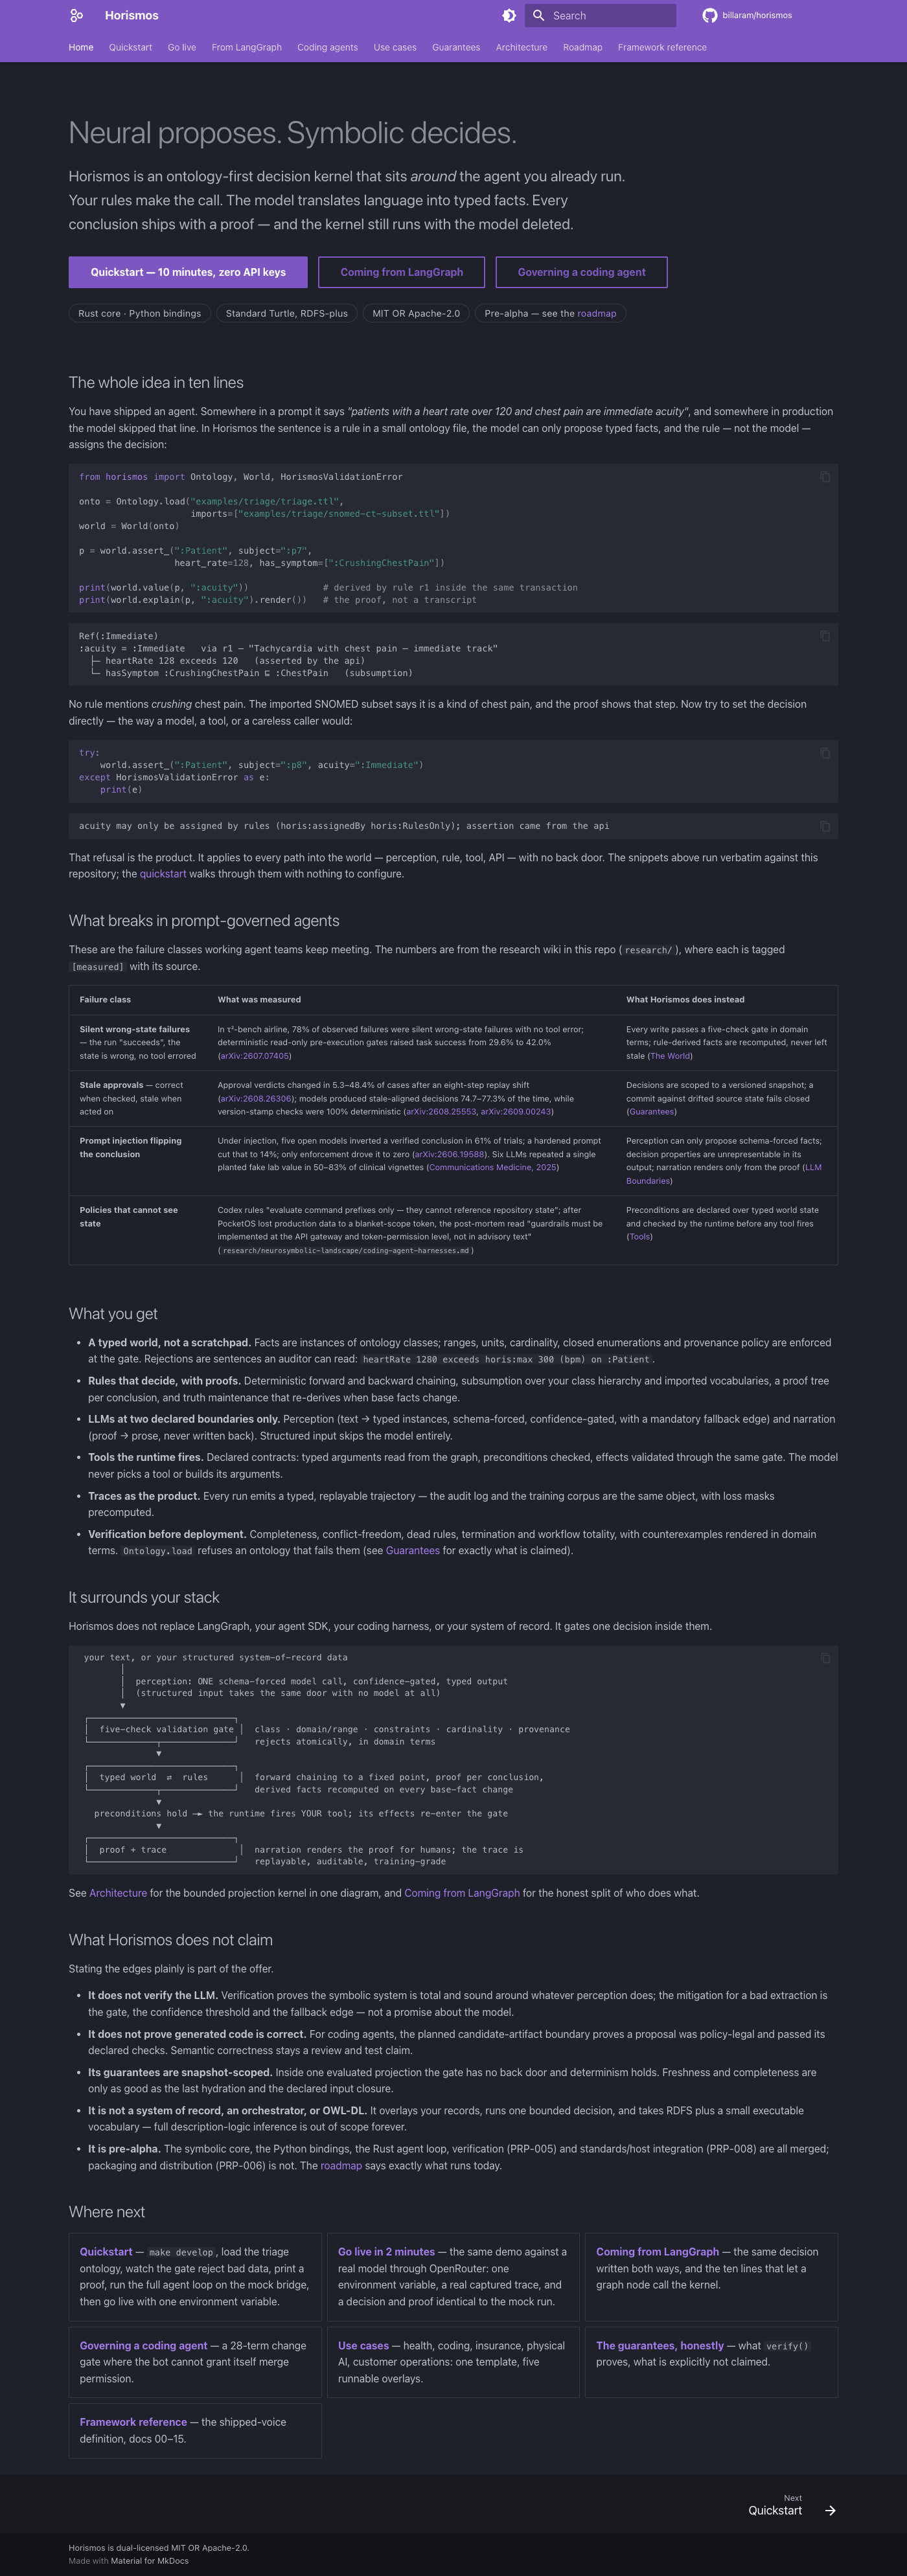 Horismos
Search
billaram/horismos
Home Quickstart Go live From LangGraph Coding agents Use cases Guarantees Architecture Roadmap Framework reference
Neural proposes. Symbolic decides.
Horismos is an ontology-first decision kernel that sits around the agent you already run.
Your rules make the call. The model translates language into typed facts. Every
conclusion ships with a proof — and the kernel still runs with the model deleted.
Quickstart — 10 minutes, zero API keys
Coming from LangGraph
Governing a coding agent
Rust core · Python bindings
Standard Turtle, RDFS-plus
MIT OR Apache-2.0
Pre-alpha — see the roadmap
The whole idea in ten lines
You have shipped an agent. Somewhere in a prompt it says "patients with a heart rate over 120 and chest pain are immediate acuity", and somewhere in production
the model skipped that line. In Horismos the sentence is a rule in a small ontology file, the model can only propose typed facts, and the rule — not the model —
assigns the decision:
from horismos import Ontology, World, HorismosValidationError
onto = Ontology.load("examples/triage/triage.ttl",
imports=["examples/triage/snomed-ct-subset.ttl"])
world = World(onto)
p = world.assert_(":Patient", subject=":p7",
heart_rate=128, has_symptom=[":CrushingChestPain"])
print(world.value(p, ":acuity")) # derived by rule r1 inside the same transaction
print(world.explain(p, ":acuity").render()) # the proof, not a transcript
Ref(:Immediate)
:acuity = :Immediate via r1 — "Tachycardia with chest pain — immediate track"
├─ heartRate 128 exceeds 120 (asserted by the api)
└─ hasSymptom :CrushingChestPain ⊑ :ChestPain (subsumption)
No rule mentions crushing chest pain. The imported SNOMED subset says it is a kind of chest pain, and the proof shows that step. Now try to set the decision
directly — the way a model, a tool, or a careless caller would:
try:
world.assert_(":Patient", subject=":p8", acuity=":Immediate")
except HorismosValidationError as e:
print(e)
acuity may only be assigned by rules (horis:assignedBy horis:RulesOnly); assertion came from the api
That refusal is the product. It applies to every path into the world — perception, rule, tool, API — with no back door. The snippets above run verbatim against this
repository; the quickstart walks through them with nothing to configure.
What breaks in prompt-governed agents
These are the failure classes working agent teams keep meeting. The numbers are from the research wiki in this repo (research/), where each is tagged
[measured] with its source.
Failure class What was measured What Horismos does instead
Silent wrong-state failures
— the run "succeeds", the
state is wrong, no tool errored
In τ²-bench airline, 78% of observed failures were silent wrong-state failures with no tool error;
deterministic read-only pre-execution gates raised task success from 29.6% to 42.0%
(arXiv:2607.07405)
Every write passes a five-check gate in domain
terms; rule-derived facts are recomputed, never left
stale (The World)
Stale approvals — correct
when checked, stale when
acted on
Approval verdicts changed in 5.3–48.4% of cases after an eight-step replay shift
(arXiv:2608.26306); models produced stale-aligned decisions 74.7–77.3% of the time, while
version-stamp checks were 100% deterministic (arXiv:2608.25553, arXiv:2609.00243)
Decisions are scoped to a versioned snapshot; a
commit against drifted source state fails closed
(Guarantees)
Prompt injection flipping
the conclusion
Under injection, five open models inverted a verified conclusion in 61% of trials; a hardened prompt
cut that to 14%; only enforcement drove it to zero (arXiv:2606.19588). Six LLMs repeated a single
planted fake lab value in 50–83% of clinical vignettes (Communications Medicine, 2025)
Perception can only propose schema-forced facts;
decision properties are unrepresentable in its
output; narration renders only from the proof (LLM
Boundaries)
Policies that cannot see
state
Codex rules "evaluate command prefixes only — they cannot reference repository state"; after
PocketOS lost production data to a blanket-scope token, the post-mortem read "guardrails must be
implemented at the API gateway and token-permission level, not in advisory text"
(research/neurosymbolic-landscape/coding-agent-harnesses.md)
Preconditions are declared over typed world state
and checked by the runtime before any tool fires
(Tools)
What you get
• A typed world, not a scratchpad. Facts are instances of ontology classes; ranges, units, cardinality, closed enumerations and provenance policy are enforced
at the gate. Rejections are sentences an auditor can read: heartRate 1280 exceeds horis:max 300 (bpm) on :Patient.
• Rules that decide, with proofs. Deterministic forward and backward chaining, subsumption over your class hierarchy and imported vocabularies, a proof tree
per conclusion, and truth maintenance that re-derives when base facts change.
• LLMs at two declared boundaries only. Perception (text → typed instances, schema-forced, confidence-gated, with a mandatory fallback edge) and narration
(proof → prose, never written back). Structured input skips the model entirely.
• Tools the runtime fires. Declared contracts: typed arguments read from the graph, preconditions checked, effects validated through the same gate. The model
never picks a tool or builds its arguments.
• Traces as the product. Every run emits a typed, replayable trajectory — the audit log and the training corpus are the same object, with loss masks
precomputed.
• Verification before deployment. Completeness, conflict-freedom, dead rules, termination and workflow totality, with counterexamples rendered in domain
terms. Ontology.load refuses an ontology that fails them (see Guarantees for exactly what is claimed).
It surrounds your stack
Horismos does not replace LangGraph, your agent SDK, your coding harness, or your system of record. It gates one decision inside them.
your text, or your structured system-of-record data
perception: ONE schema-forced model call, confidence-gated, typed output
(structured input takes the same door with no model at all)
▼
five-check validation gate │ class · domain/range · constraints · cardinality · provenance
rejects atomically, in domain terms
▼
typed world ⇄ rules │ forward chaining to a fixed point, proof per conclusion,
derived facts recomputed on every base-fact change
▼
preconditions hold ─► the runtime fires YOUR tool; its effects re-enter the gate
▼
proof + trace │ narration renders the proof for humans; the trace is
replayable, auditable, training-grade
See Architecture for the bounded projection kernel in one diagram, and Coming from LangGraph for the honest split of who does what.
What Horismos does not claim
Stating the edges plainly is part of the offer.
• It does not verify the LLM. Verification proves the symbolic system is total and sound around whatever perception does; the mitigation for a bad extraction is
the gate, the confidence threshold and the fallback edge — not a promise about the model.
• It does not prove generated code is correct. For coding agents, the planned candidate-artifact boundary proves a proposal was policy-legal and passed its
declared checks. Semantic correctness stays a review and test claim.
• Its guarantees are snapshot-scoped. Inside one evaluated projection the gate has no back door and determinism holds. Freshness and completeness are
only as good as the last hydration and the declared input closure.
• It is not a system of record, an orchestrator, or OWL-DL. It overlays your records, runs one bounded decision, and takes RDFS plus a small executable
vocabulary — full description-logic inference is out of scope forever.
• It is pre-alpha. The symbolic core, the Python bindings, the Rust agent loop, verification (PRP-005) and standards/host integration (PRP-008) are all merged;
packaging and distribution (PRP-006) is not. The roadmap says exactly what runs today.
Where next
Quickstart — make develop, load the triage
ontology, watch the gate reject bad data, print a
proof, run the full agent loop on the mock bridge,
then go live with one environment variable.
Go live in 2 minutes — the same demo against a
real model through OpenRouter: one
environment variable, a real captured trace, and
a decision and proof identical to the mock run.
Coming from LangGraph — the same decision
written both ways, and the ten lines that let a
graph node call the kernel.
Governing a coding agent — a 28-term change
gate where the bot cannot grant itself merge
permission.
Use cases — health, coding, insurance, physical
AI, customer operations: one template, five
runnable overlays.
The guarantees, honestly — what verify()
proves, what is explicitly not claimed.
Framework reference — the shipped-voice
definition, docs 00–15.
Next
Quickstart
Horismos is dual-licensed MIT OR Apache-2.0.
Made with Material for MkDocs